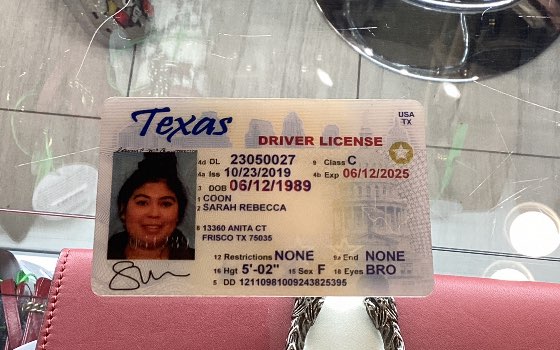 Texas
USA
TX
DRIVER LICENSE
4d DL 23050027 9 Class C
4a Iss 10/23/2019 4b Exp 06/12/2025
3 DOB 06/12/1989
1 COON
2 SARAH REBECCA
8 13360 ANITA CT
FRISCO TX 75035
12 Restrictions NONE 9a End NONE
16 Hgt 5'-02" 15 Sex F 18 Eyes BRO
5 DD 12110981009243825395